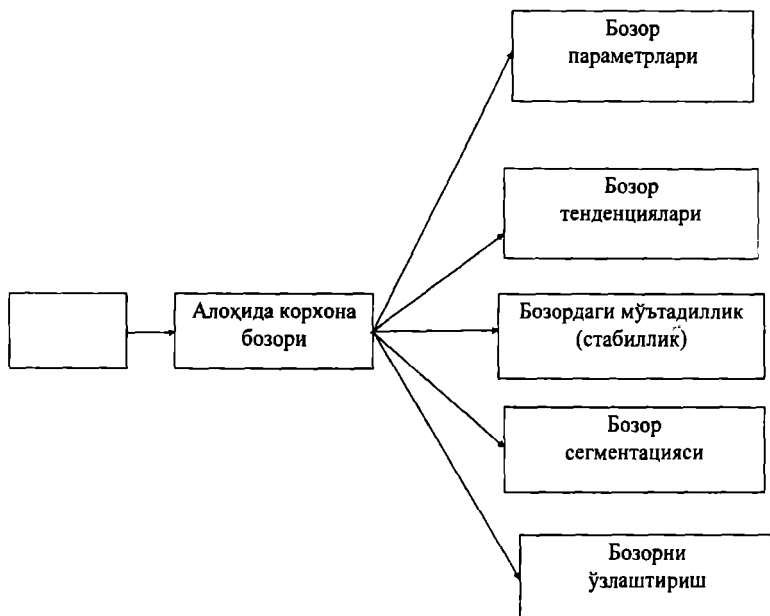 Бозор
параметрлари
Бозор
тенденциялари
Алоҳида корхона
бозори
Бозордаги мўътадиллик
(стабиллик)
Бозор
сегментацияси
Бозорни
ўзлаштириш